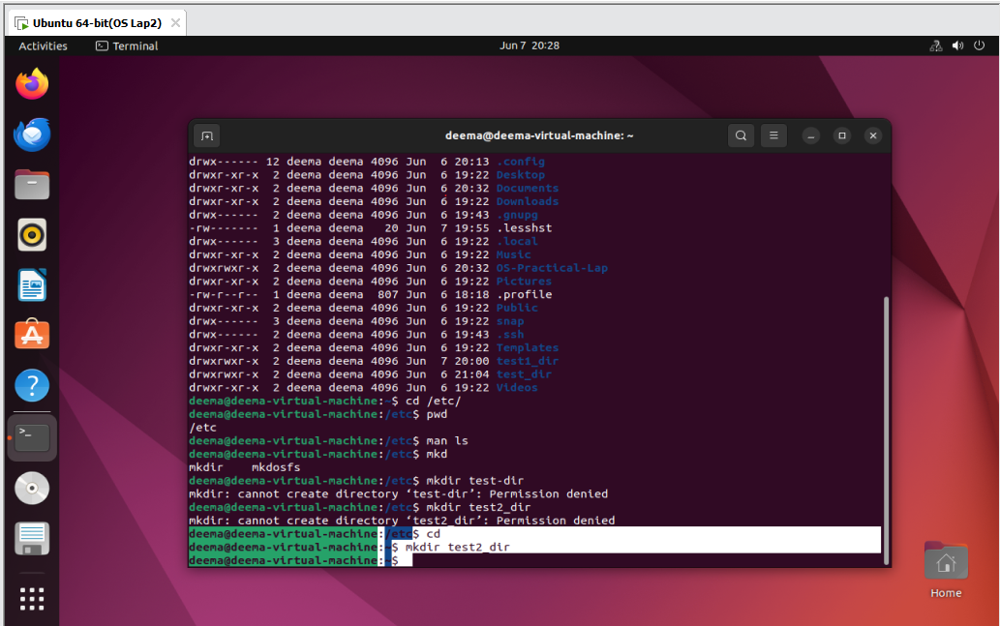 Ubuntu 64-bit(OS Lap2)
Activities Terminal Jun 7 20:28
deema@deema-virtual-machine: ~
drwx------ 12 deema deema 4096 Jun  6 20:13 .config
drwxr-xr-x  2 deema deema 4096 Jun  6 19:22 Desktop
drwxr-xr-x  2 deema deema 4096 Jun  6 20:32 Documents
drwxr-xr-x  2 deema deema 4096 Jun  6 19:22 Downloads
drwx------  2 deema deema 4096 Jun  6 19:43 .gnupg
-rw-------  1 deema deema   20 Jun  7 19:55 .lesshst
drwx------  3 deema deema 4096 Jun  6 19:22 .local
drwxr-xr-x  2 deema deema 4096 Jun  6 19:22 Music
drwxrwxr-x  2 deema deema 4096 Jun  6 20:32 OS-Practical-Lap
drwxr-xr-x  2 deema deema 4096 Jun  6 19:22 Pictures
-rw-r--r--  1 deema deema  807 Jun  6 18:18 .profile
drwxr-xr-x  2 deema deema 4096 Jun  6 19:22 Public
drwx------  3 deema deema 4096 Jun  6 19:22 snap
drwx------  2 deema deema 4096 Jun  6 19:43 .ssh
drwxr-xr-x  2 deema deema 4096 Jun  6 19:22 Templates
drwxrwxr-x  2 deema deema 4096 Jun  7 20:00 test1_dir
drwxrwxr-x  2 deema deema 4096 Jun  6 21:04 test_dir
drwxr-xr-x  2 deema deema 4096 Jun  6 19:22 Videos
deema@deema-virtual-machine:~$ cd /etc/
deema@deema-virtual-machine:/etc$ pwd
/etc
deema@deema-virtual-machine:/etc$ man ls
deema@deema-virtual-machine:/etc$ mkd
mkdir    mkdosfs
deema@deema-virtual-machine:/etc$ mkdir test-dir
mkdir: cannot create directory ‘test-dir’: Permission denied
deema@deema-virtual-machine:/etc$ mkdir test2_dir
mkdir: cannot create directory ‘test2_dir’: Permission denied
deema@deema-virtual-machine:/etc$ cd
deema@deema-virtual-machine:~$ mkdir test2_dir
deema@deema-virtual-machine:~$
Home